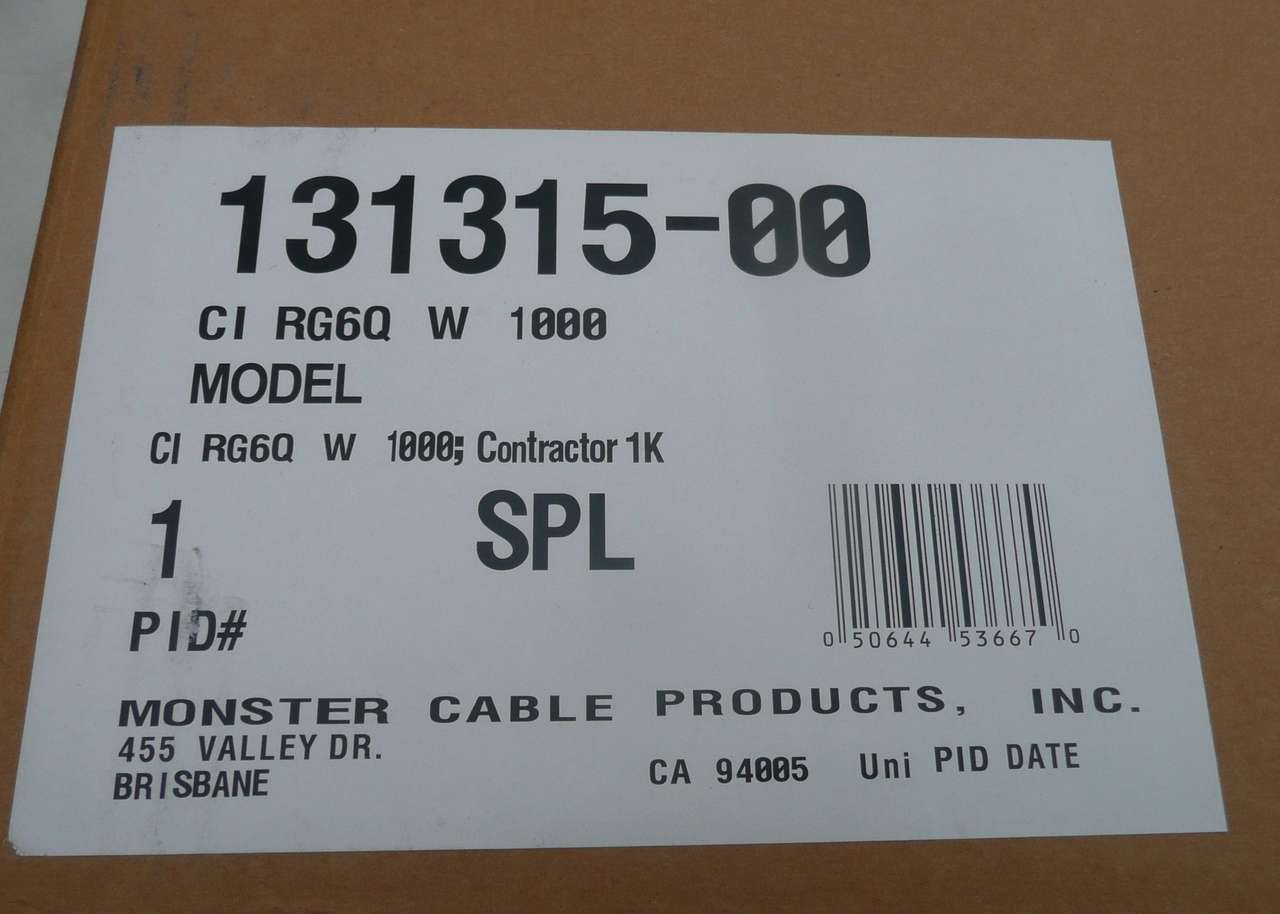 131315-00
CI RG6Q W 1000
MODEL
CI RG6Q W 1000; Contractor 1K
1 SPL
PID#
0 50644 53667 0
MONSTER CABLE PRODUCTS, INC.
455 VALLEY DR.
BRISBANE CA 94005 Uni PID DATE